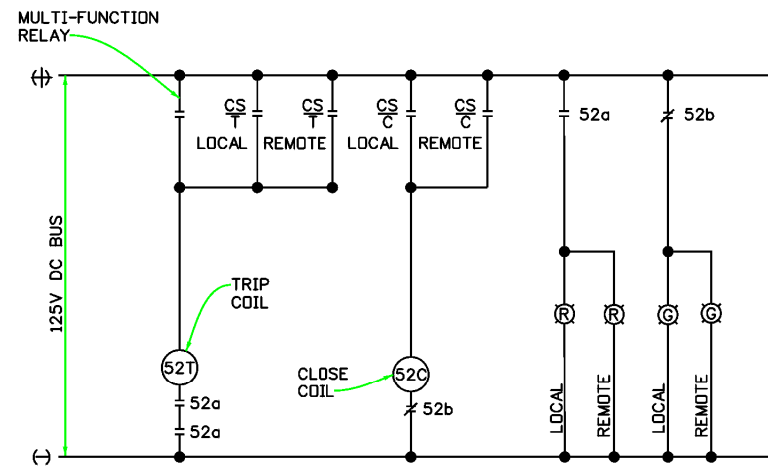 MULTI-FUNCTION
RELAY
(+)
CS CS CS CS
T T C C
52a 52b
LOCAL REMOTE LOCAL REMOTE
125V DC BUS
TRIP
COIL
R R G G
52T 52C
CLOSE
COIL
52a 52b
52a
LOCAL REMOTE LOCAL REMOTE
(-)